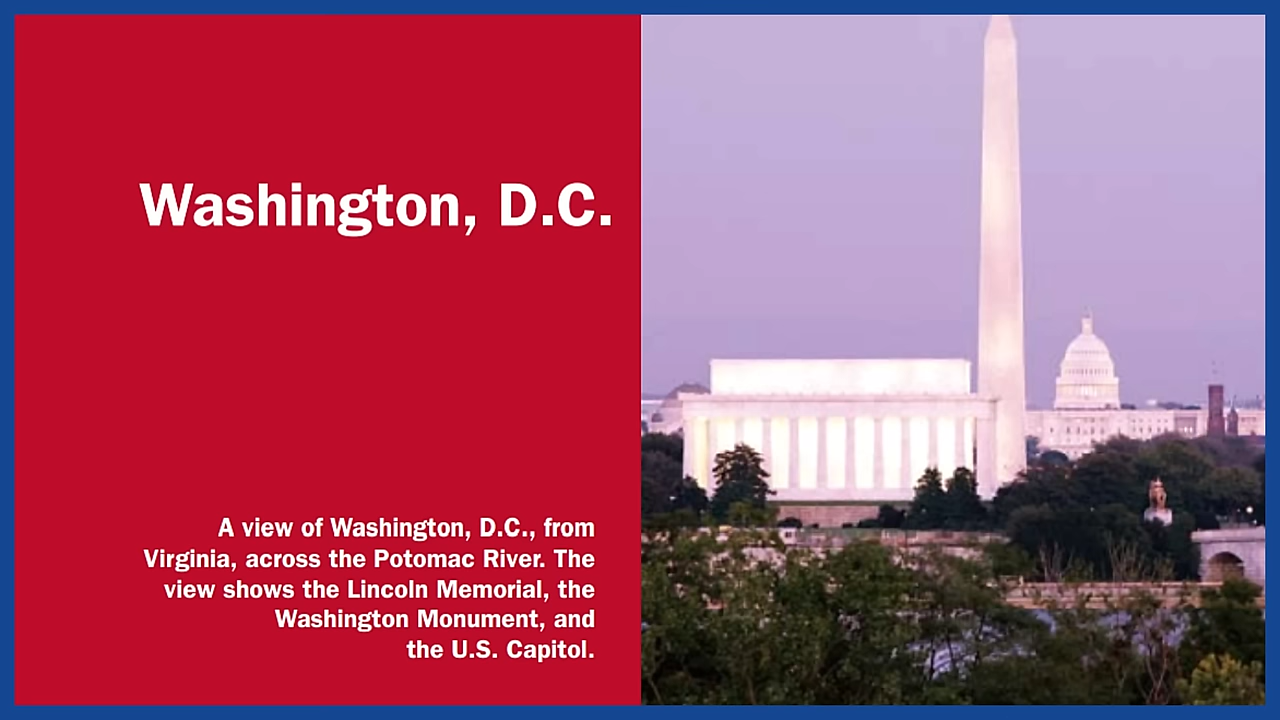 Washington, D.C.
A view of Washington, D.C., from
Virginia, across the Potomac River. The
view shows the Lincoln Memorial, the
Washington Monument, and
the U.S. Capitol.